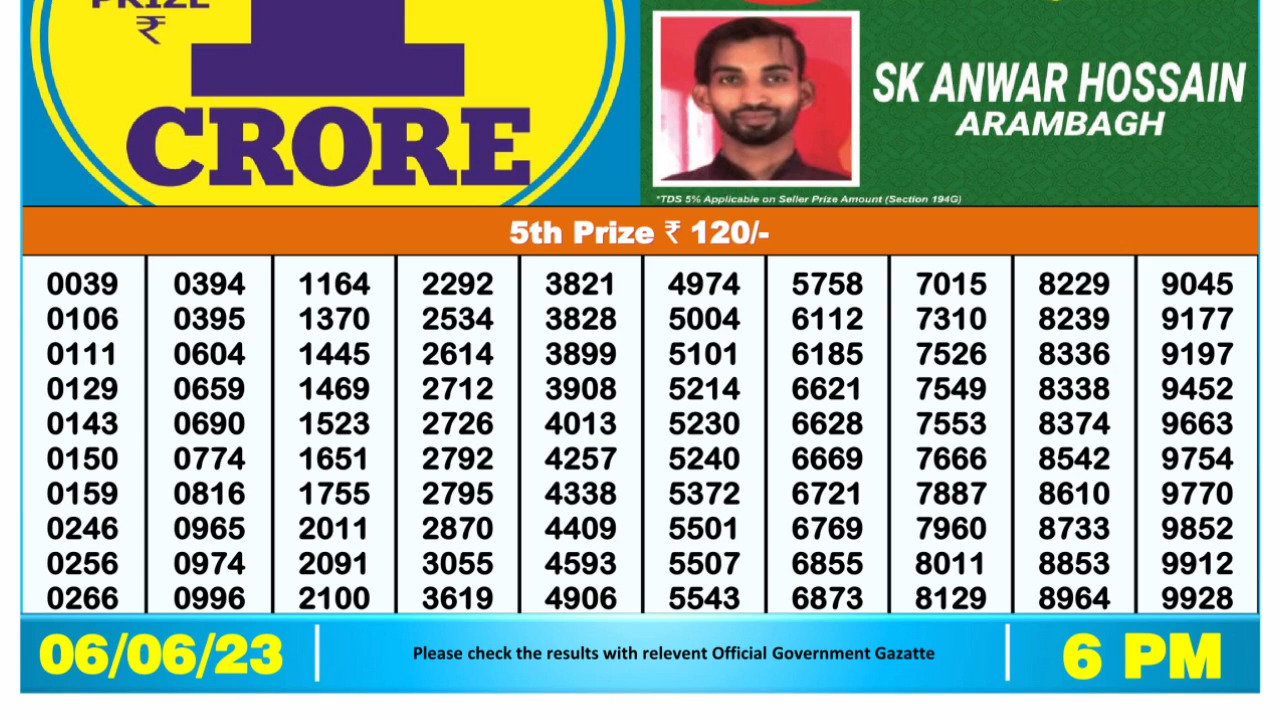 PRIZE
₹
1
CRORE
SK ANWAR HOSSAIN
ARAMBAGH
*TDS 5% Applicable on Seller Prize Amount (Section 194G)
5th Prize ₹ 120/-
0039 0394 1164 2292 3821 4974 5758 7015 8229 9045
0106 0395 1370 2534 3828 5004 6112 7310 8239 9177
0111 0604 1445 2614 3899 5101 6185 7526 8336 9197
0129 0659 1469 2712 3908 5214 6621 7549 8338 9452
0143 0690 1523 2726 4013 5230 6628 7553 8374 9663
0150 0774 1651 2792 4257 5240 6669 7666 8542 9754
0159 0816 1755 2795 4338 5372 6721 7887 8610 9770
0246 0965 2011 2870 4409 5501 6769 7960 8733 9852
0256 0974 2091 3055 4593 5507 6855 8011 8853 9912
0266 0996 2100 3619 4906 5543 6873 8129 8964 9928
06/06/23
Please check the results with relevent Official Government Gazatte
6 PM